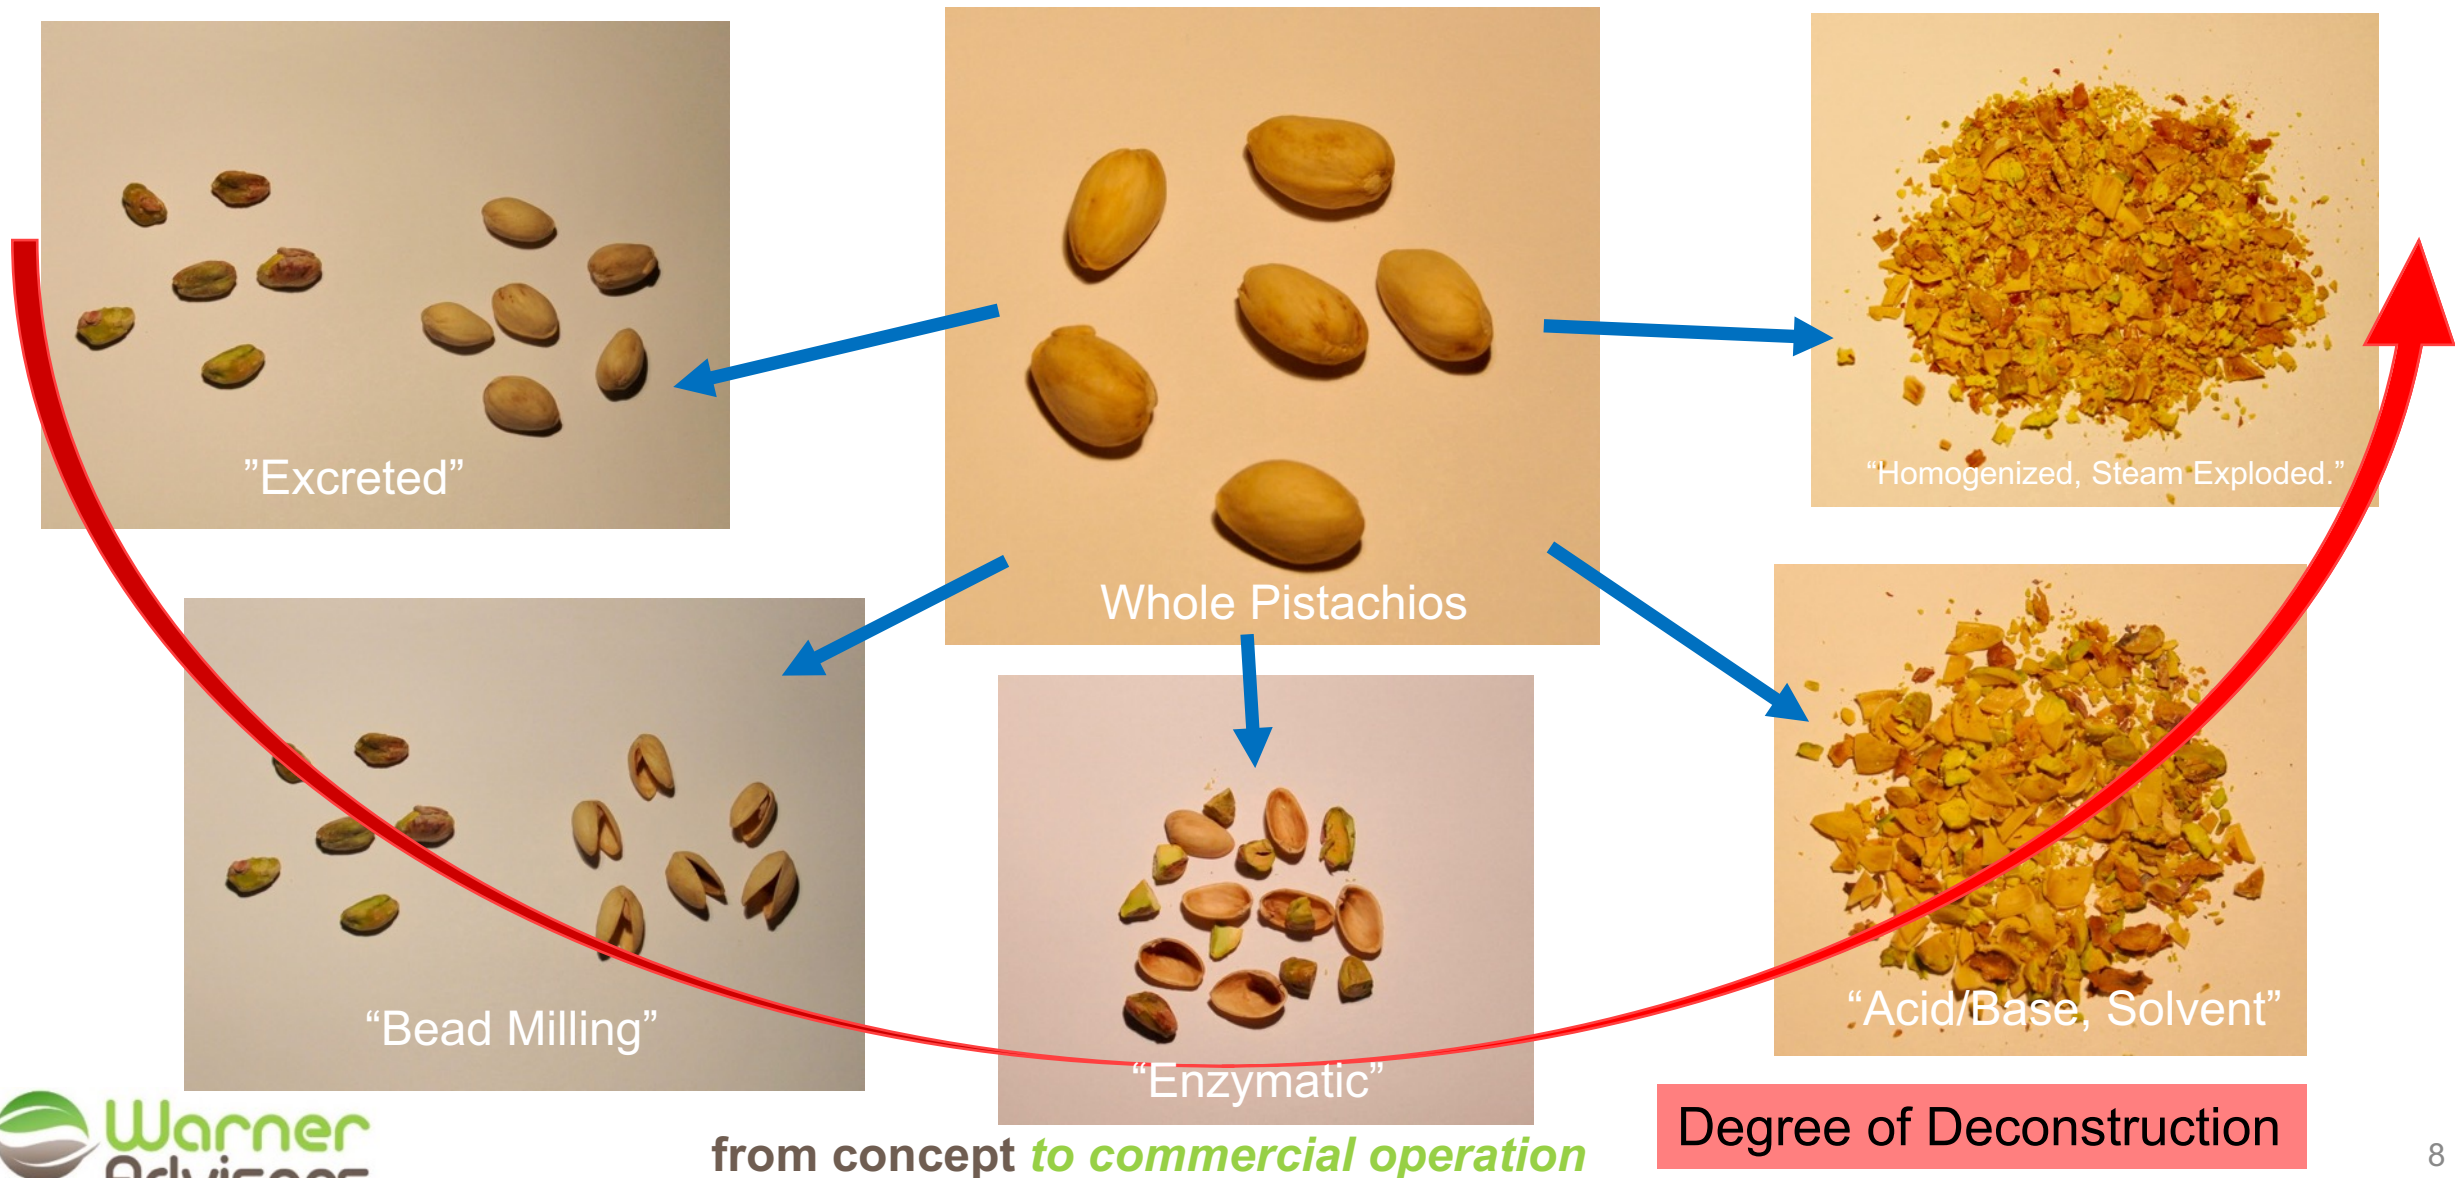 ”Excreted”
Whole Pistachios
“Homogenized, Steam Exploded.”
“Bead Milling”
“Enzymatic”
“Acid/Base, Solvent”
Degree of Deconstruction
Warner
Advisors
from concept to commercial operation
8